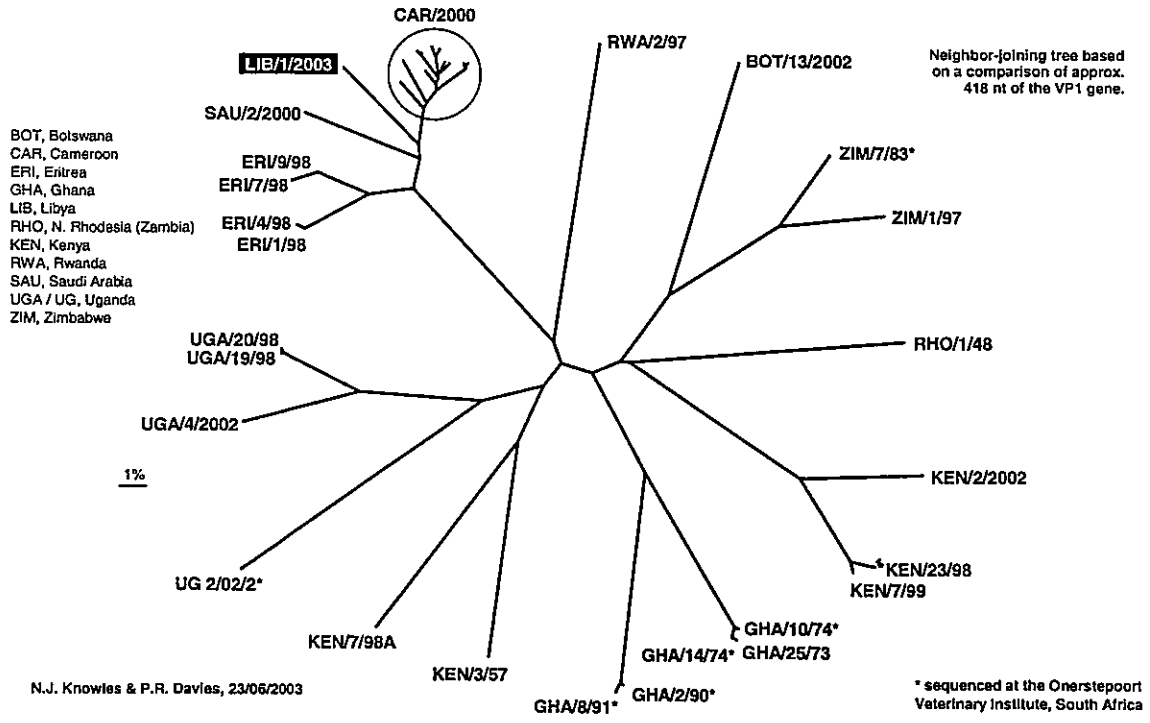 CAR/2000
LIB/1/2003
RWA/2/97
BOT/13/2002
Neighbor-joining tree based
on a comparison of approx.
418 nt of the VP1 gene.
SAU/2/2000
BOT, Botswana
CAR, Cameroon
ERI, Eritrea
GHA, Ghana
LIB, Libya
RHO, N. Rhodesia (Zambia)
KEN, Kenya
RWA, Rwanda
SAU, Saudi Arabia
UGA / UG, Uganda
ZIM, Zimbabwe
ERI/9/98
ERI/7/98
ERI/4/98
ERI/1/98
ZIM/7/83*
ZIM/1/97
UGA/20/98
UGA/19/98
RHO/1/48
UGA/4/2002
1%
KEN/2/2002
UG 2/02/2*
*KEN/23/98
KEN/7/99
KEN/7/98A
GHA/10/74*
GHA/14/74* GHA/25/73
KEN/3/57
GHA/8/91* GHA/2/90*
N.J. Knowles & P.R. Davies, 23/06/2003
* sequenced at the Onerstepoort
Veterinary Institute, South Africa